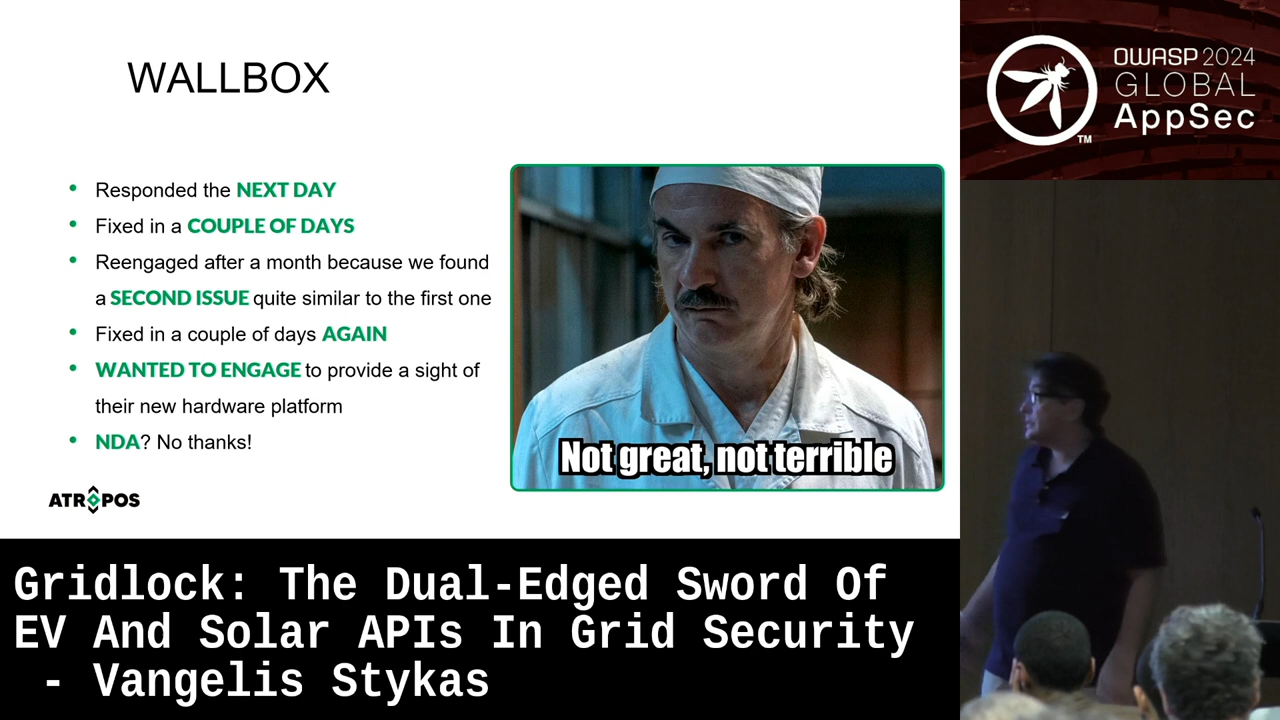 WALLBOX
• Responded the NEXT DAY
• Fixed in a COUPLE OF DAYS
• Reengaged after a month because we found
a SECOND ISSUE quite similar to the first one
• Fixed in a couple of days AGAIN
• WANTED TO ENGAGE to provide a sight of
their new hardware platform
• NDA? No thanks!
Not great, not terrible
ATROPOS
OWASP 2024
GLOBAL
AppSec
TM
Gridlock: The Dual-Edged Sword Of
EV And Solar APIs In Grid Security
- Vangelis Stykas